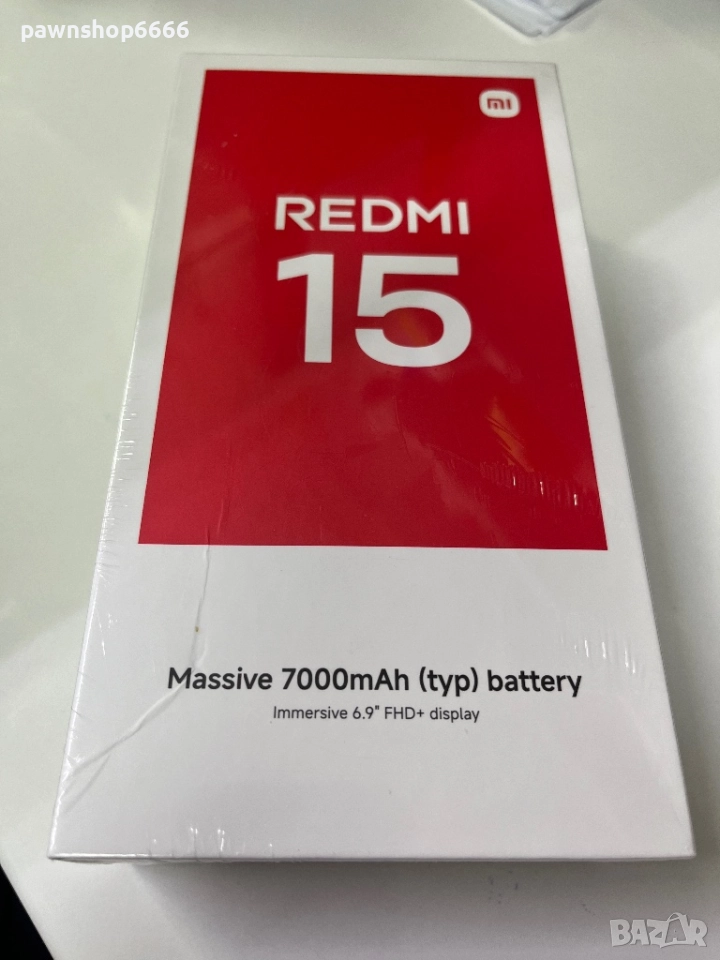 pawnshop6666
mi
REDMI
15
Massive 7000mAh (typ) battery
Immersive 6.9" FHD+ display
BAZAR